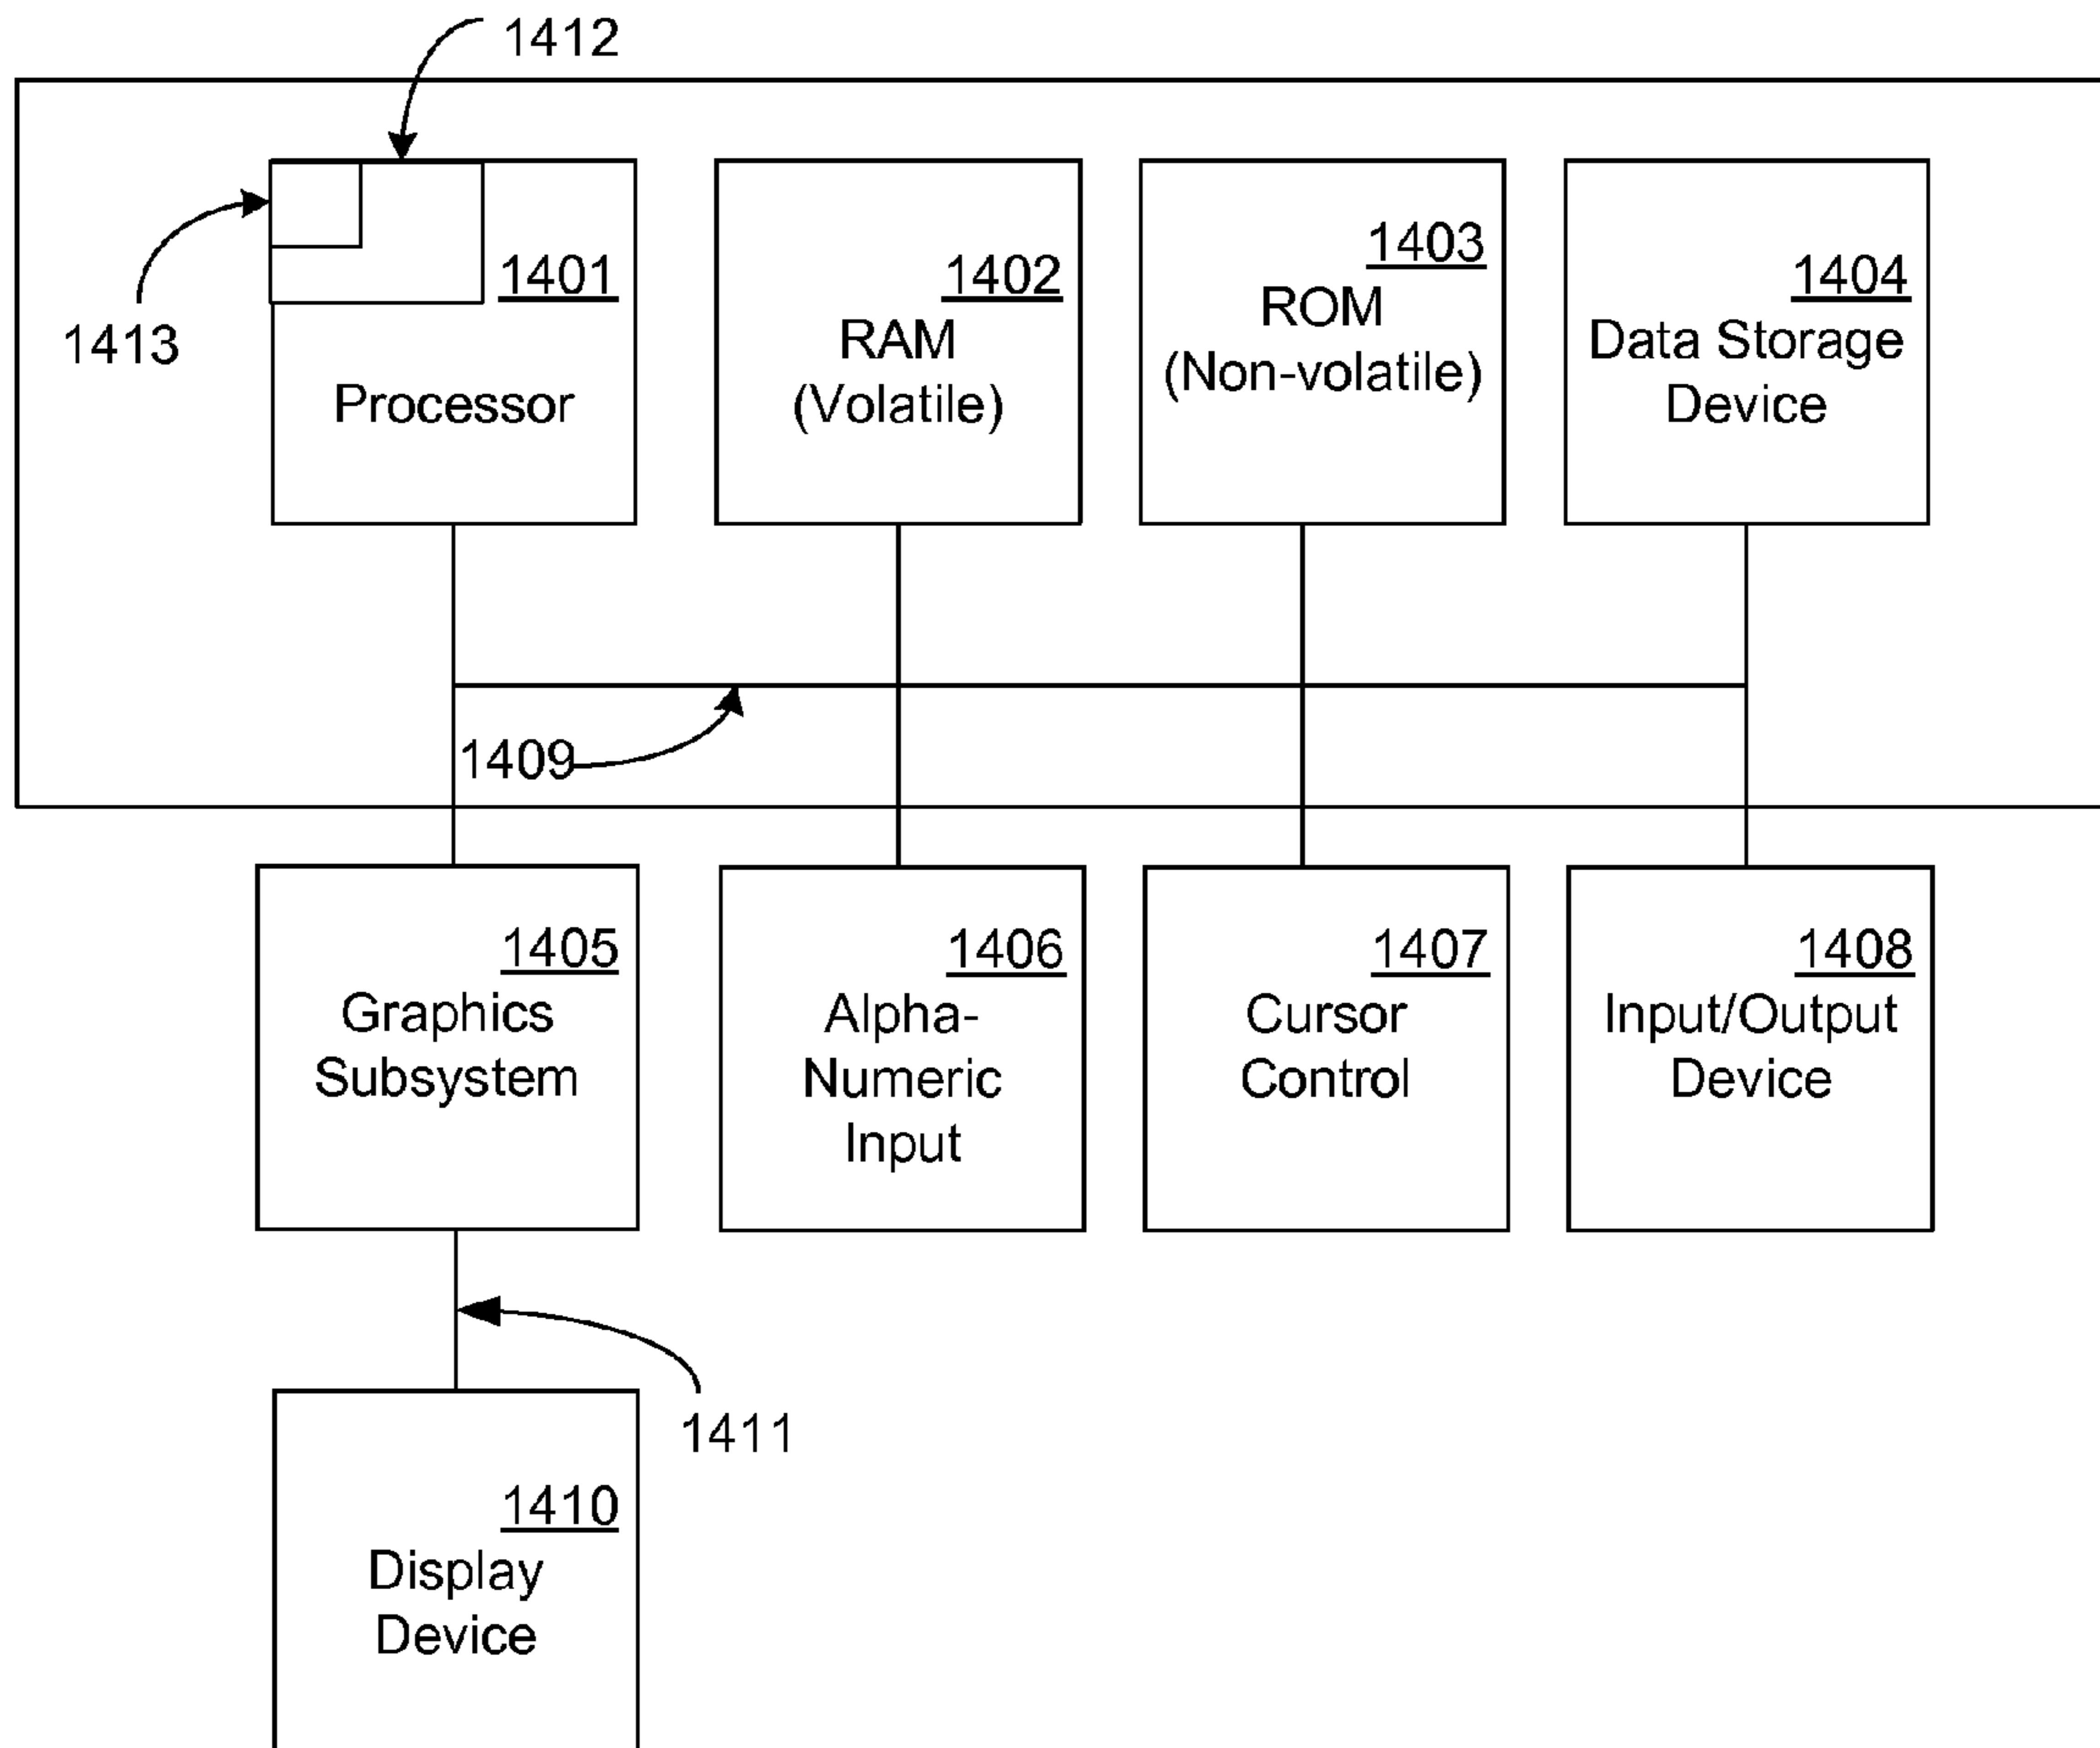 1412
1413
1401
Processor
1402
RAM
(Volatile)
1403
ROM
(Non-volatile)
1404
Data Storage
Device
1409
1405
Graphics
Subsystem
1406
Alpha-
Numeric
Input
1407
Cursor
Control
1408
Input/Output
Device
1411
1410
Display
Device